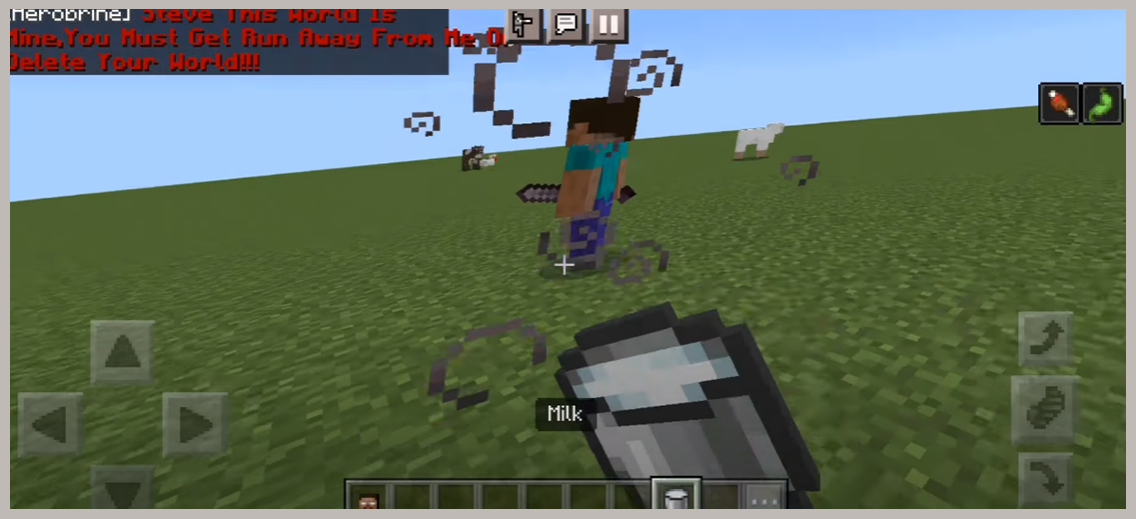 [Herobrine] Steve This World Is
Mine,You Must Get Run Away From Me
Delete Your World!!!
Milk